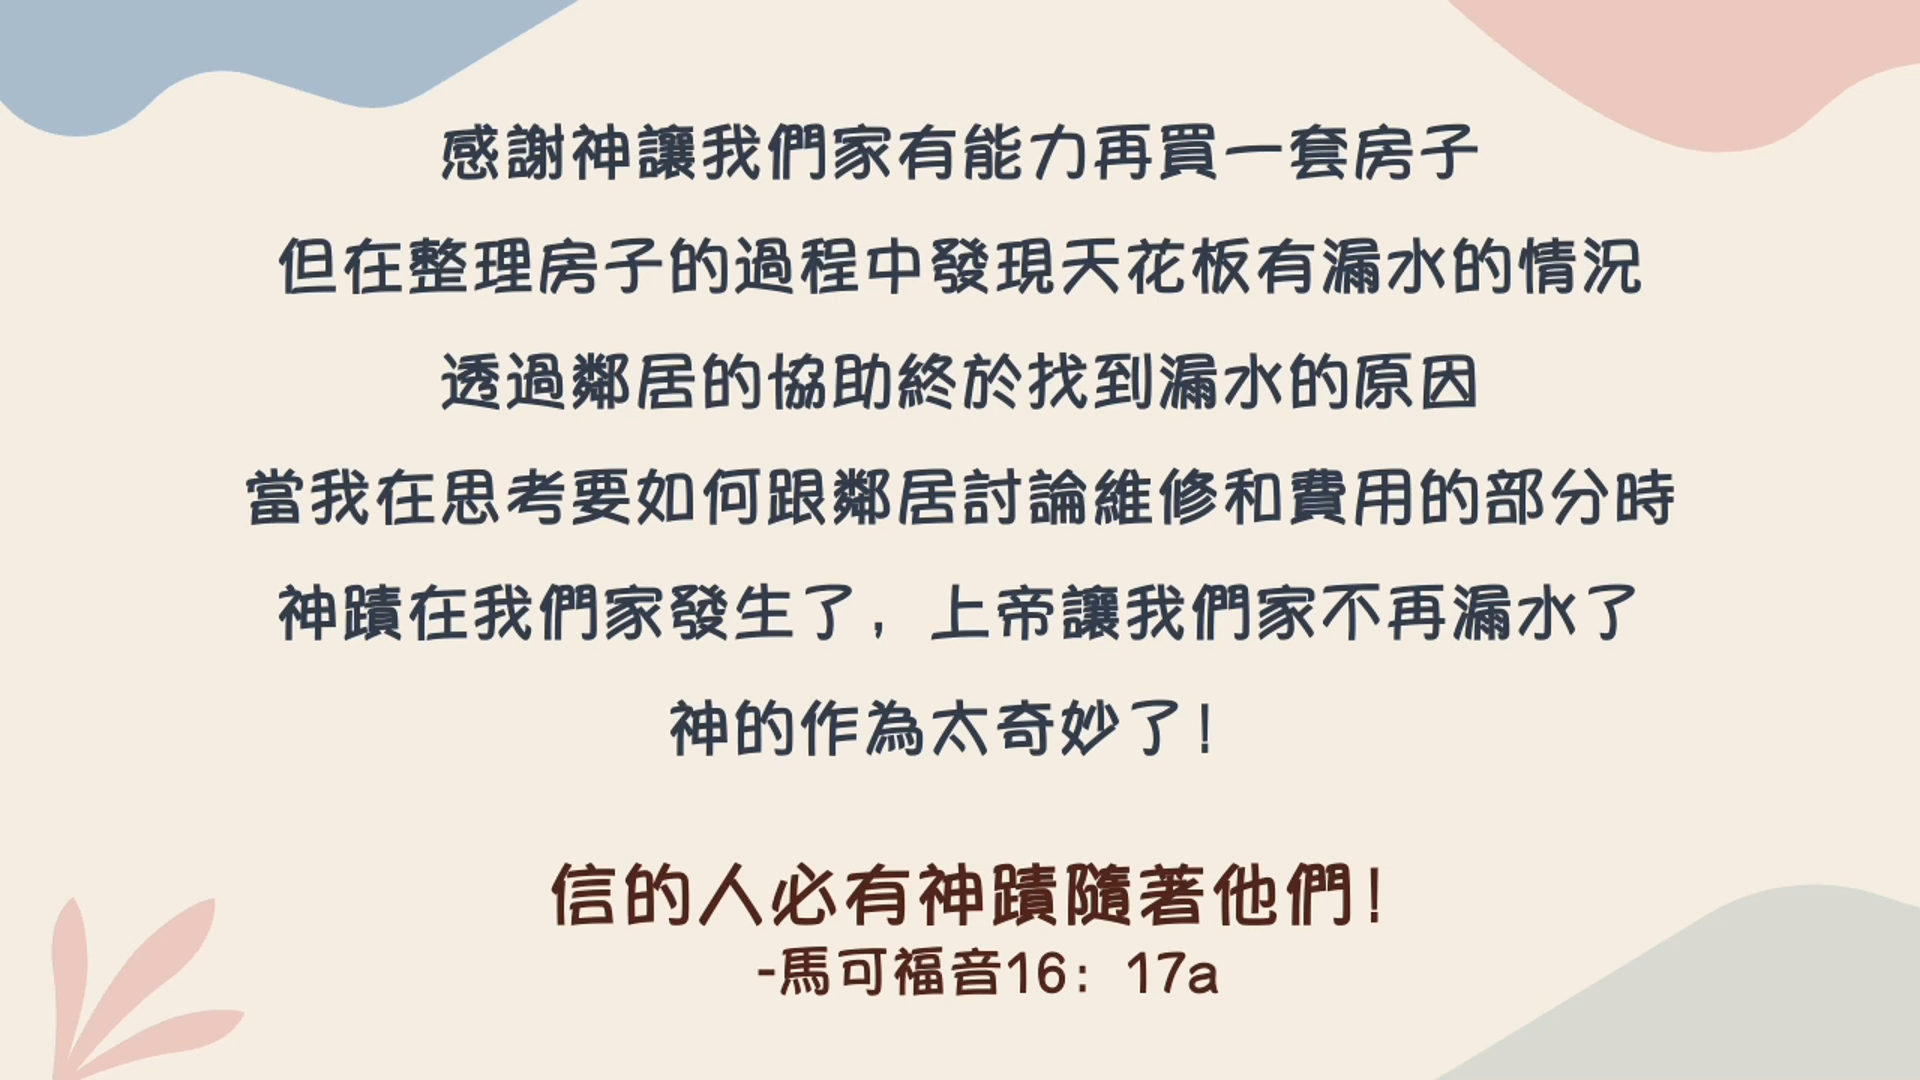 感謝神讓我們家有能力再買一套房子
但在整理房子的過程中發現天花板有漏水的情況
透過鄰居的協助終於找到漏水的原因
當我在思考要如何跟鄰居討論維修和費用的部分時
神蹟在我們家發生了，上帝讓我們家不再漏水了
神的作為太奇妙了！
信的人必有神蹟隨著他們！
-馬可福音16：17a